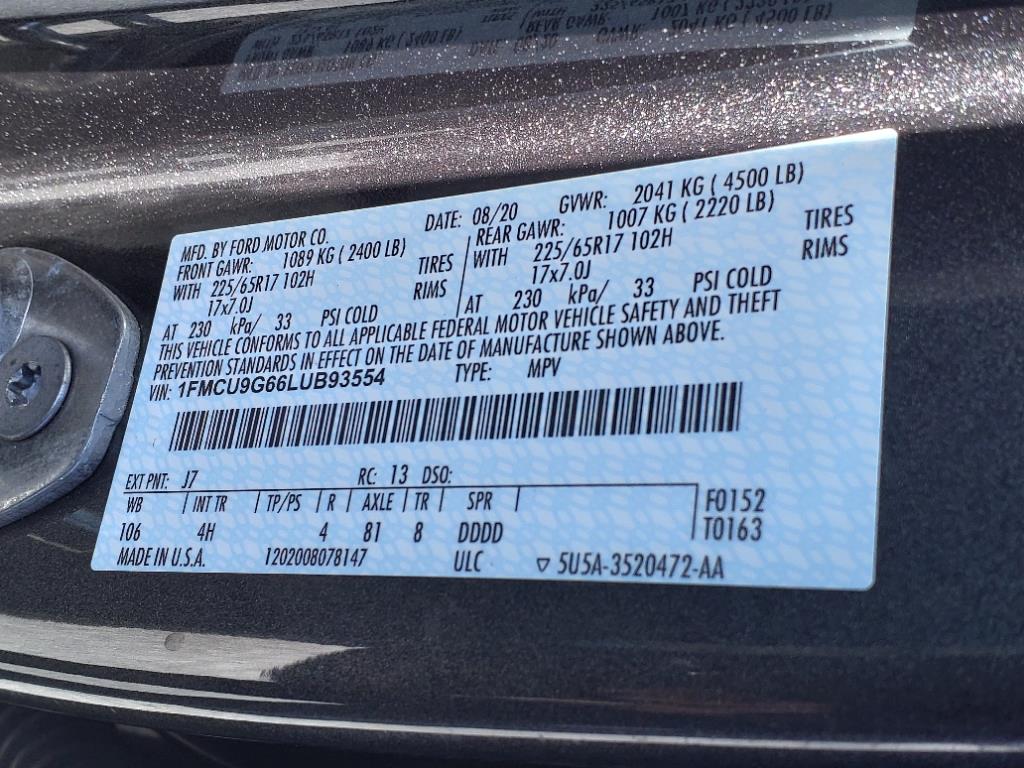 MFD. BY FORD MOTOR CO. DATE: 08/20 GVWR: 2041 KG ( 4500 LB)
FRONT GAWR: 1089 KG ( 2400 LB) REAR GAWR: 1007 KG ( 2220 LB)
WITH 225/65R17 102H TIRES WITH 225/65R17 102H TIRES
17x7.0J RIMS 17x7.0J RIMS
AT 230 kPa/ 33 PSI COLD AT 230 kPa/ 33 PSI COLD
THIS VEHICLE CONFORMS TO ALL APPLICABLE FEDERAL MOTOR VEHICLE SAFETY AND THEFT
PREVENTION STANDARDS IN EFFECT ON THE DATE OF MANUFACTURE SHOWN ABOVE.
VIN: 1FMCU9G66LUB93554 TYPE: MPV
EXT PNT: J7 RC: 13 DSO:
WB INT TR TP/PS R AXLE TR SPR F0152
106 4H 4 81 8 DDDD T0163
MADE IN U.S.A. 1202008078147 ULC ▽ 5U5A-3520472-AA